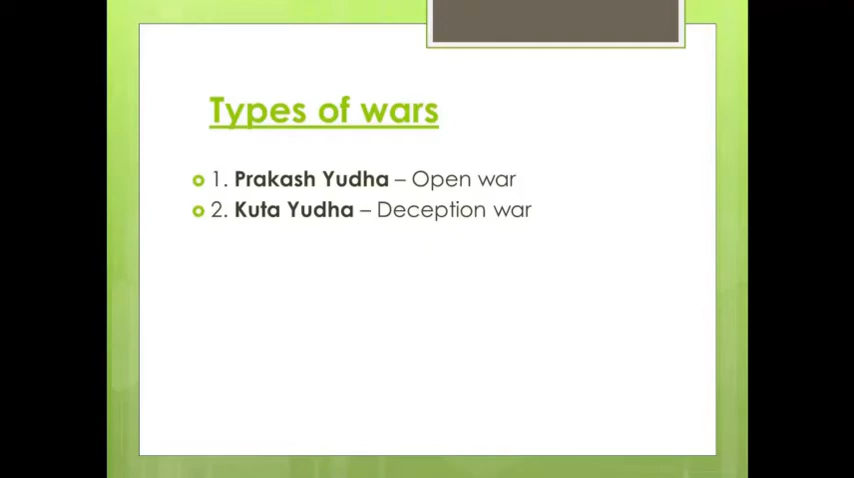 Types of wars
1. Prakash Yudha – Open war
2. Kuta Yudha – Deception war